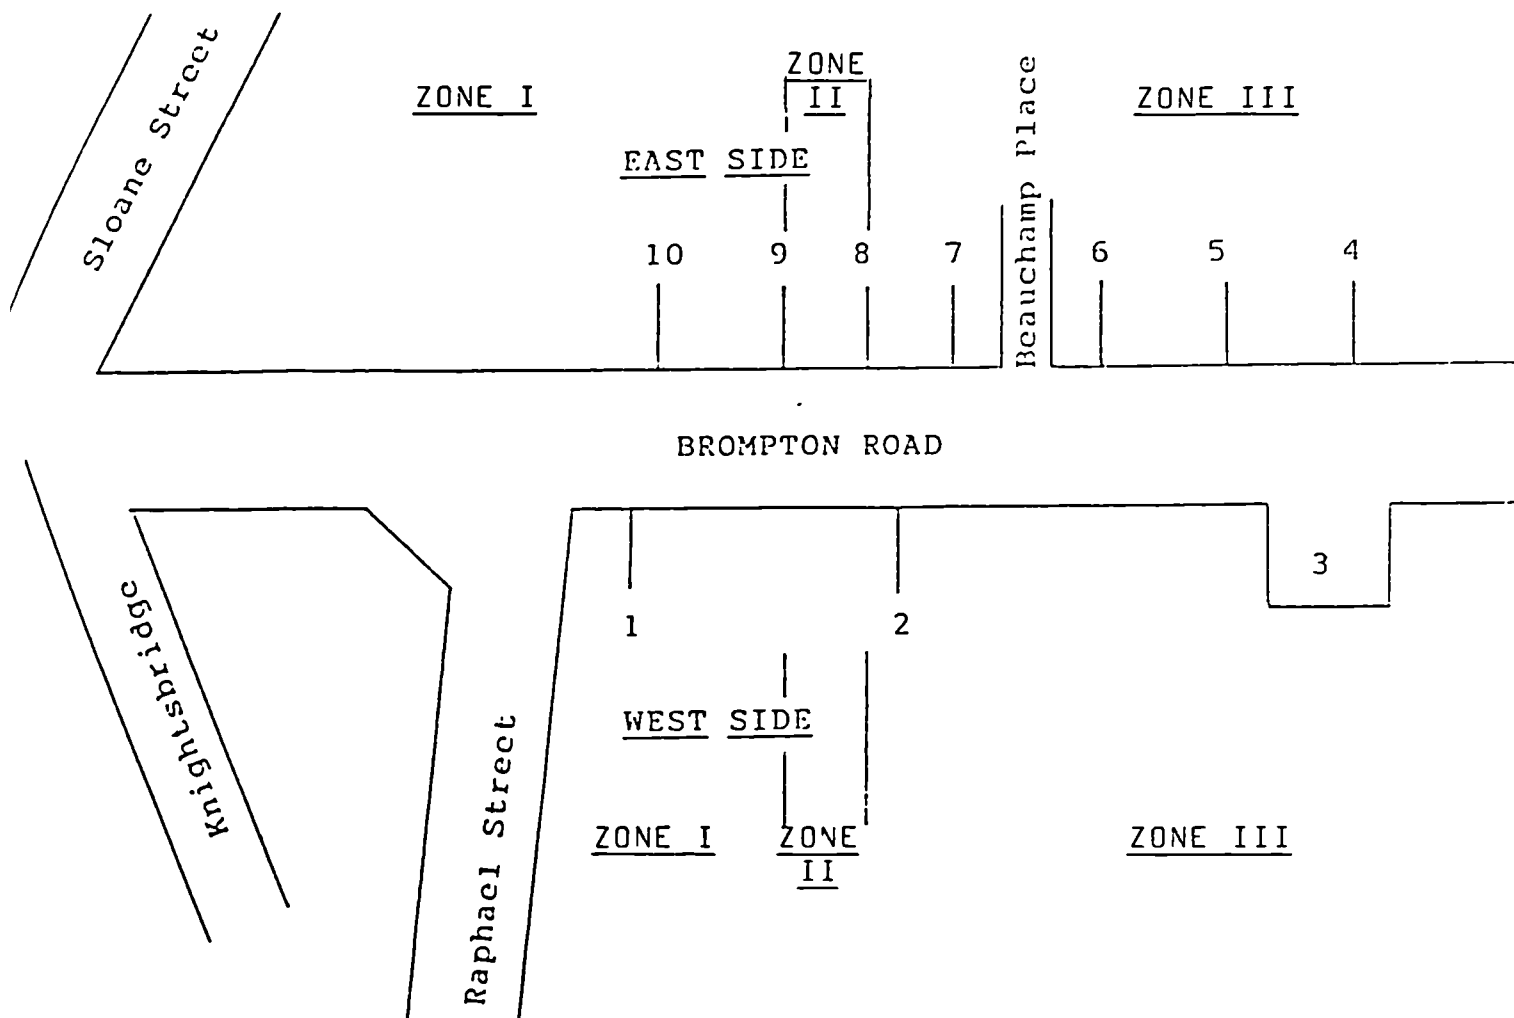 Sloane Street
ZONE I
ZONE
II
ZONE III
EAST SIDE
Beauchamp Place
10 9 8 7 6 5 4
BROMPTON ROAD
3
1 2
Knightsbridge
WEST SIDE
Raphael Street
ZONE I
ZONE
II
ZONE III